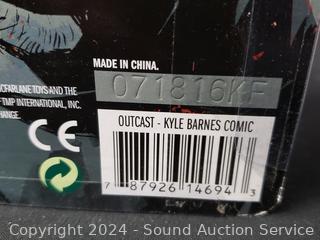 MADE IN CHINA.
071816KF
CFARLANE TOYS AND THE
TMP INTERNATIONAL, INC.
HANGE.
OUTCAST - KYLE BARNES COMIC
CE
7 87926 14694 3
Copyright © 2024 - Sound Auction Service